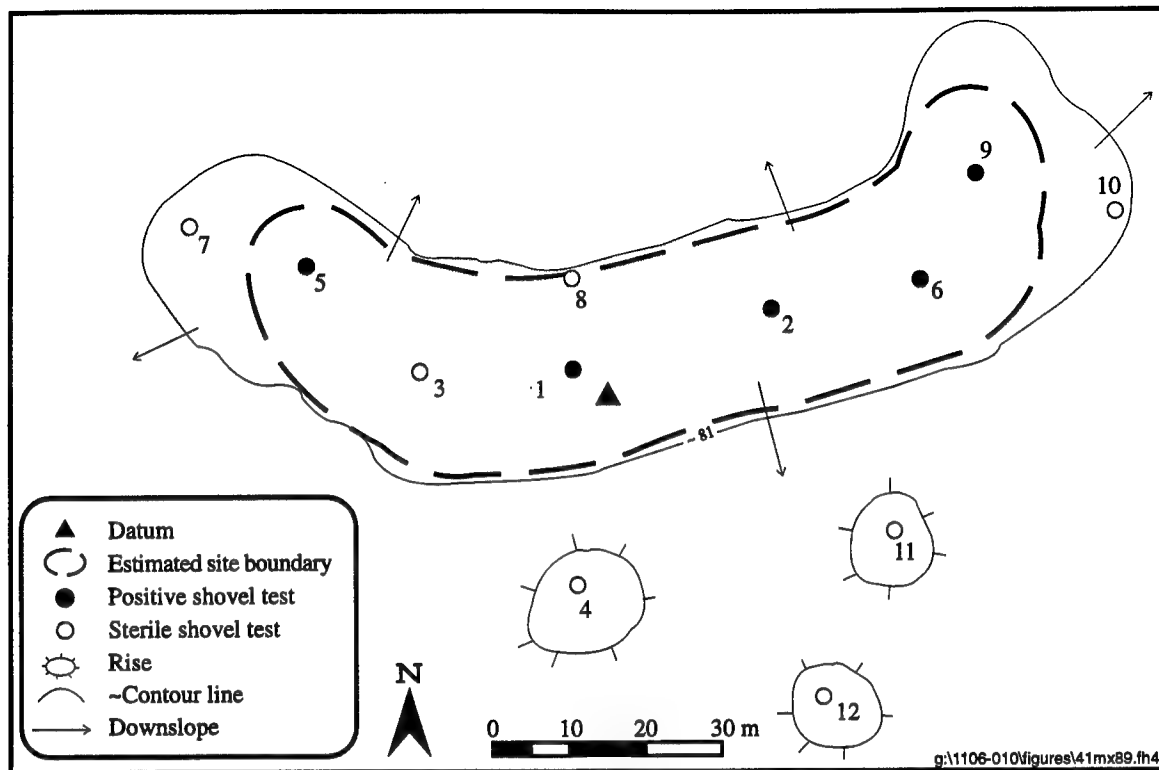 9
10
7
5
8
6
2
3
1
~ 81
11
4
12
Datum
Estimated site boundary
Positive shovel test
Sterile shovel test
Rise
~Contour line
Downslope
N
0 10 20 30 m
g:\1106-010\figures\41mx89.fh4